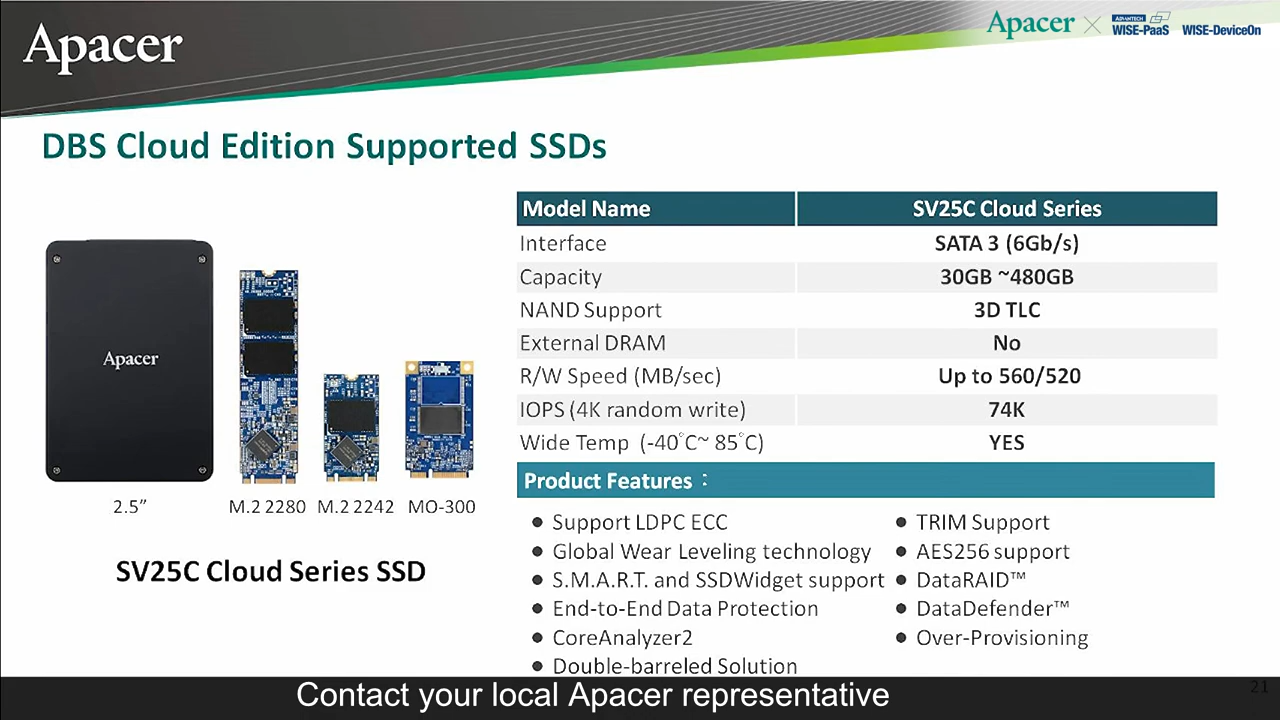 Apacer
Apacer × ADVANTECH WISE-PaaS WISE-DeviceOn
DBS Cloud Edition Supported SSDs
Apacer
2.5”
M.2 2280
M.2 2242
MO-300
SV25C Cloud Series SSD
Model Name SV25C Cloud Series
Interface SATA 3 (6Gb/s)
Capacity 30GB ~480GB
NAND Support 3D TLC
External DRAM No
R/W Speed (MB/sec) Up to 560/520
IOPS (4K random write) 74K
Wide Temp (-40°C~ 85°C) YES
Product Features：
● Support LDPC ECC
● Global Wear Leveling technology
● S.M.A.R.T. and SSDWidget support
● End-to-End Data Protection
● CoreAnalyzer2
● Double-barreled Solution
● TRIM Support
● AES256 support
● DataRAID™
● DataDefender™
● Over-Provisioning
Contact your local Apacer representative
21